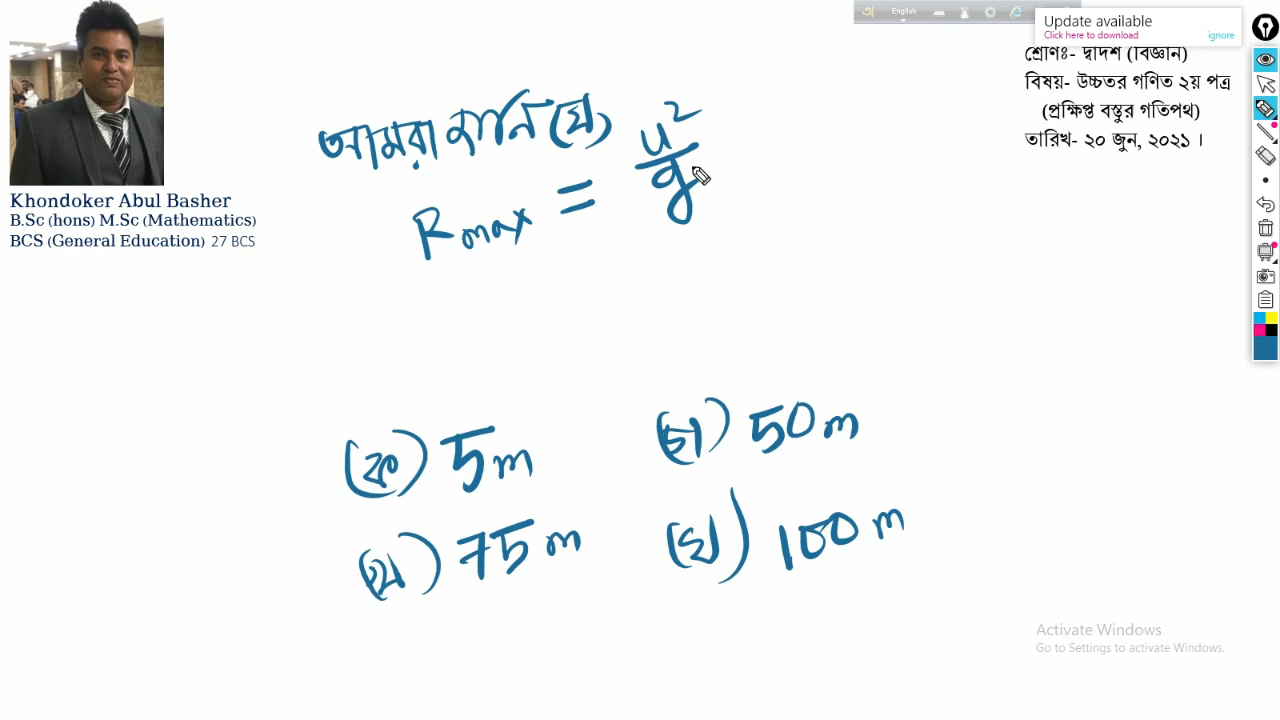 English
Update available
Click here to download
ignore
শ্রেণিঃ- দ্বাদশ (বিজ্ঞান)
বিষয়- উচ্চতর গণিত ২য় পত্র
(প্রক্ষিপ্ত বস্তুর গতিপথ)
তারিখ- ২০ জুন, ২০২১ ।
Khondoker Abul Basher
B.Sc (hons) M.Sc (Mathematics)
BCS (General Education) 27 BCS
আমরা জানি যে,
Rmax = u²/g
(ক) 5m
(গ) 50m
(খ) 75m
(ঘ) 100m
Activate Windows
Go to Settings to activate Windows.